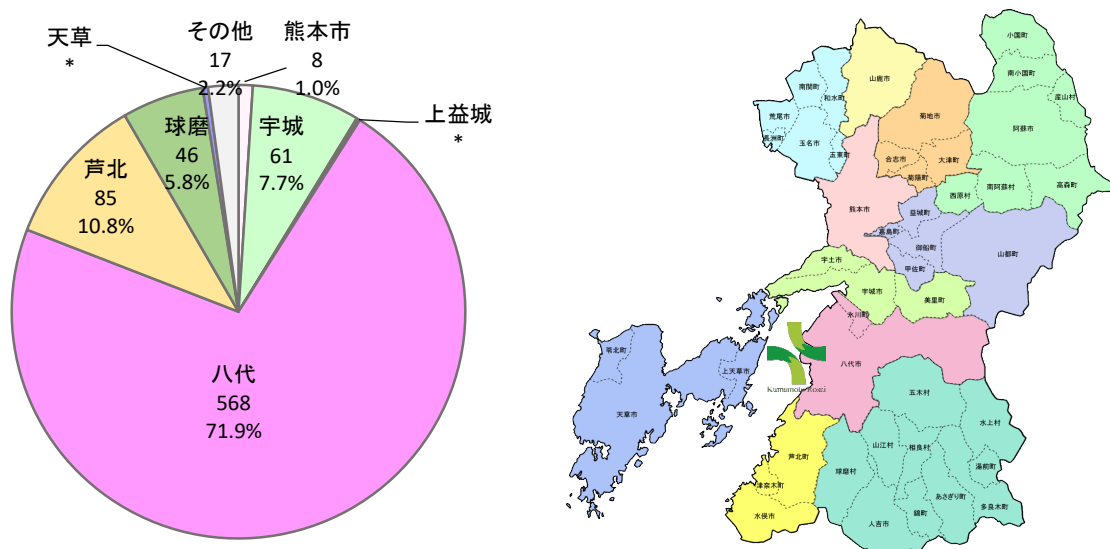 天草
*
その他
17
2.2%
熊本市
8
1.0%
上益城
*
宇城
61
7.7%
球磨
46
5.8%
芦北
85
10.8%
八代
568
71.9%
小国町
南小国町
産山村
山鹿市
南関町
和水町
菊地市
荒尾市
長洲町
玉名市
玉東町
阿蘇市
合志市
大津町
菊陽町
西原村
南阿蘇村
高森町
熊本市
益城町
嘉島町
御船町
山都町
甲佐町
宇土市
宇城市
美里町
氷川町
八代市
苓北町
上天草市
天草市
五木村
水上村
芦北町
山江村
相良村
球磨村
湯前町
津奈木町
あさぎり町
多良木町
水俣市
錦町
人吉市